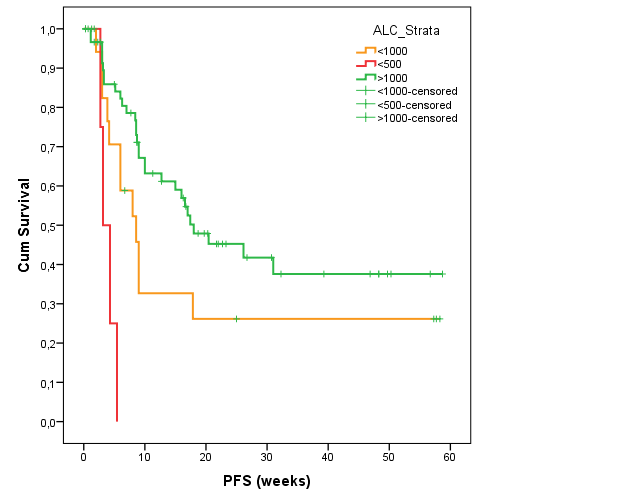 ALC_Strata
<1000
<500
>1000
<1000-censored
<500-censored
>1000-censored
1,0
0,9
0,8
0,7
0,6
0,5
0,4
0,3
0,2
0,1
0,0
Cum Survival
0 10 20 30 40 50 60
PFS (weeks)